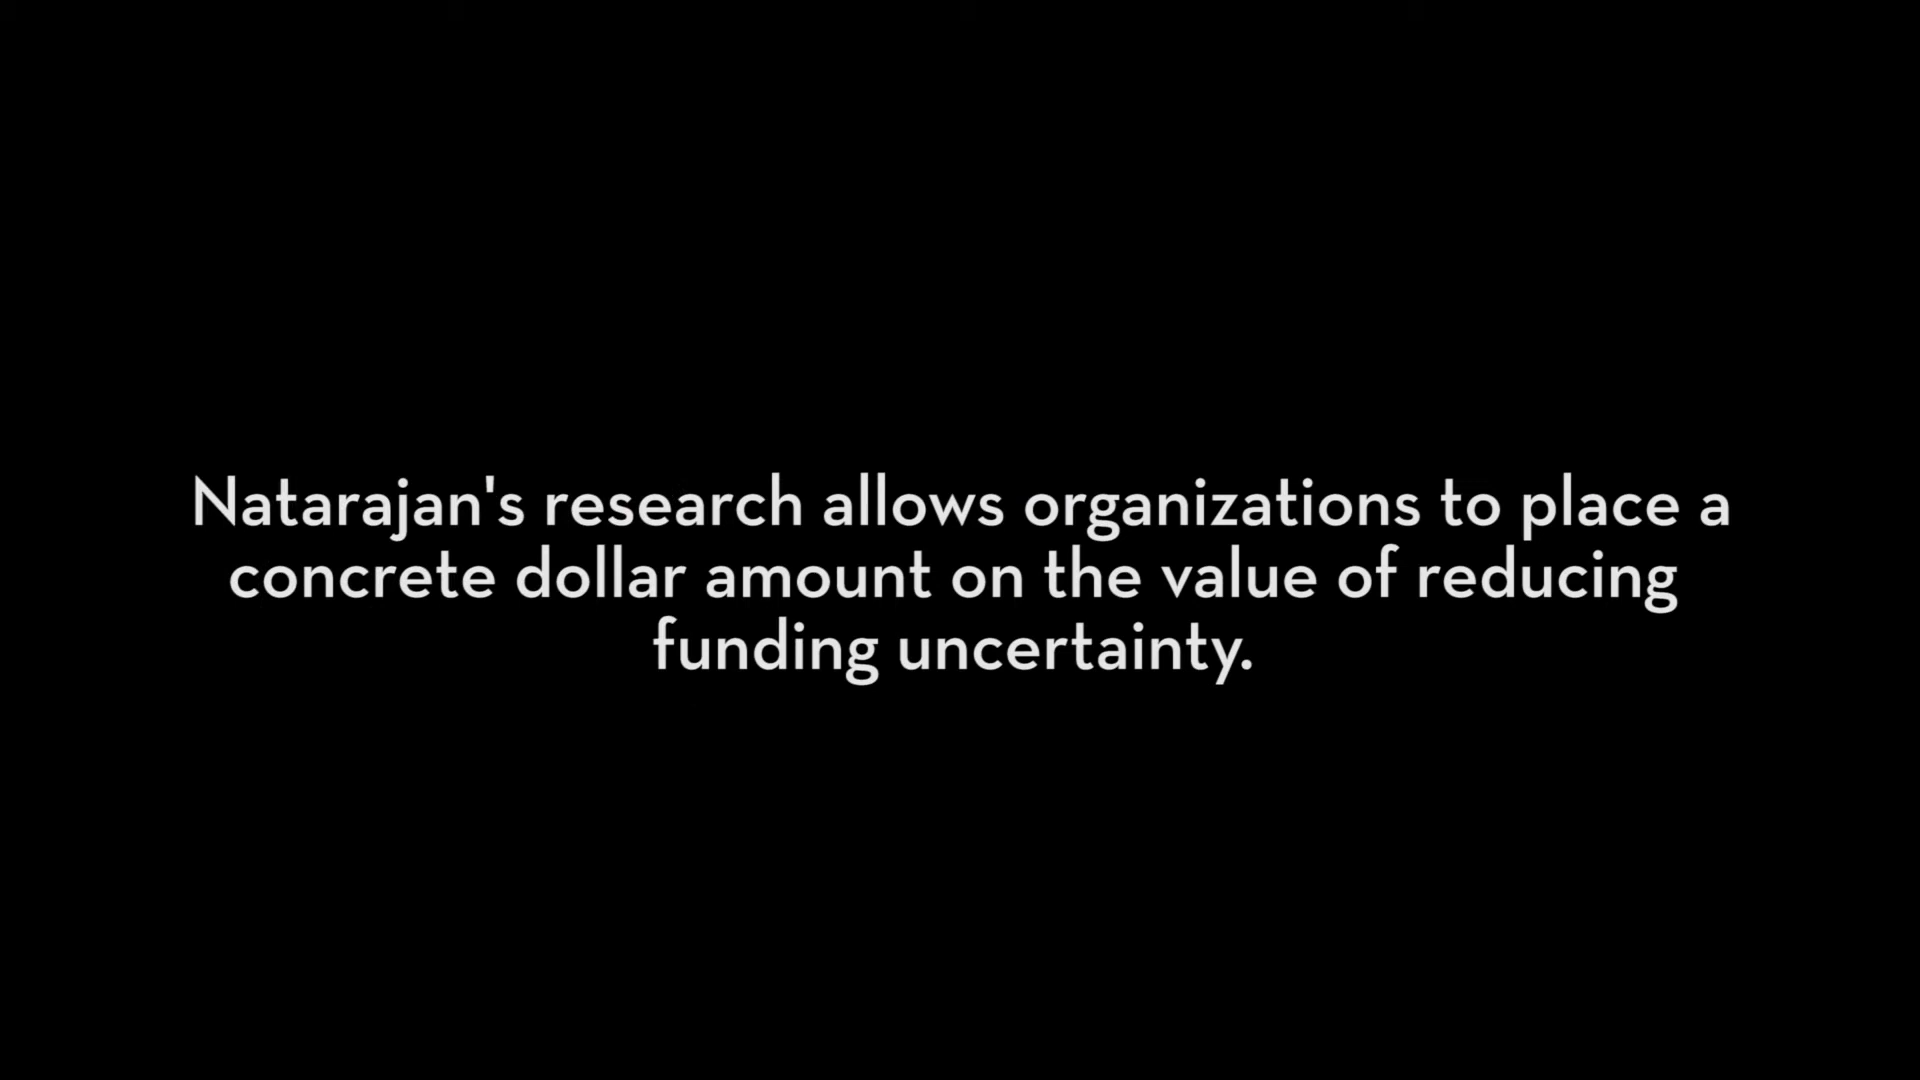 Natarajan's research allows organizations to place a
concrete dollar amount on the value of reducing
funding uncertainty.